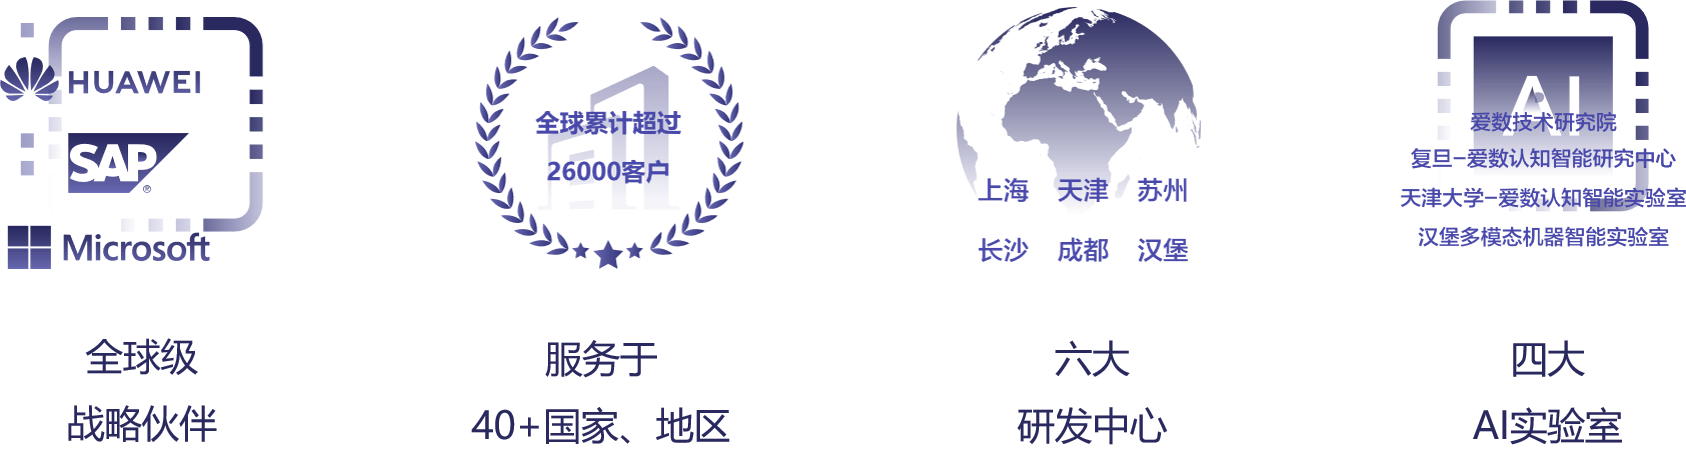 HUAWEI
SAP®
Microsoft
全球级
战略伙伴
全球累计超过
26000客户
服务于
40+国家、地区
上海 天津 苏州
长沙 成都 汉堡
六大
研发中心
AI
爱数技术研究院
复旦-爱数认知智能研究中心
天津大学-爱数认知智能实验室
汉堡多模态机器智能实验室
四大
AI实验室